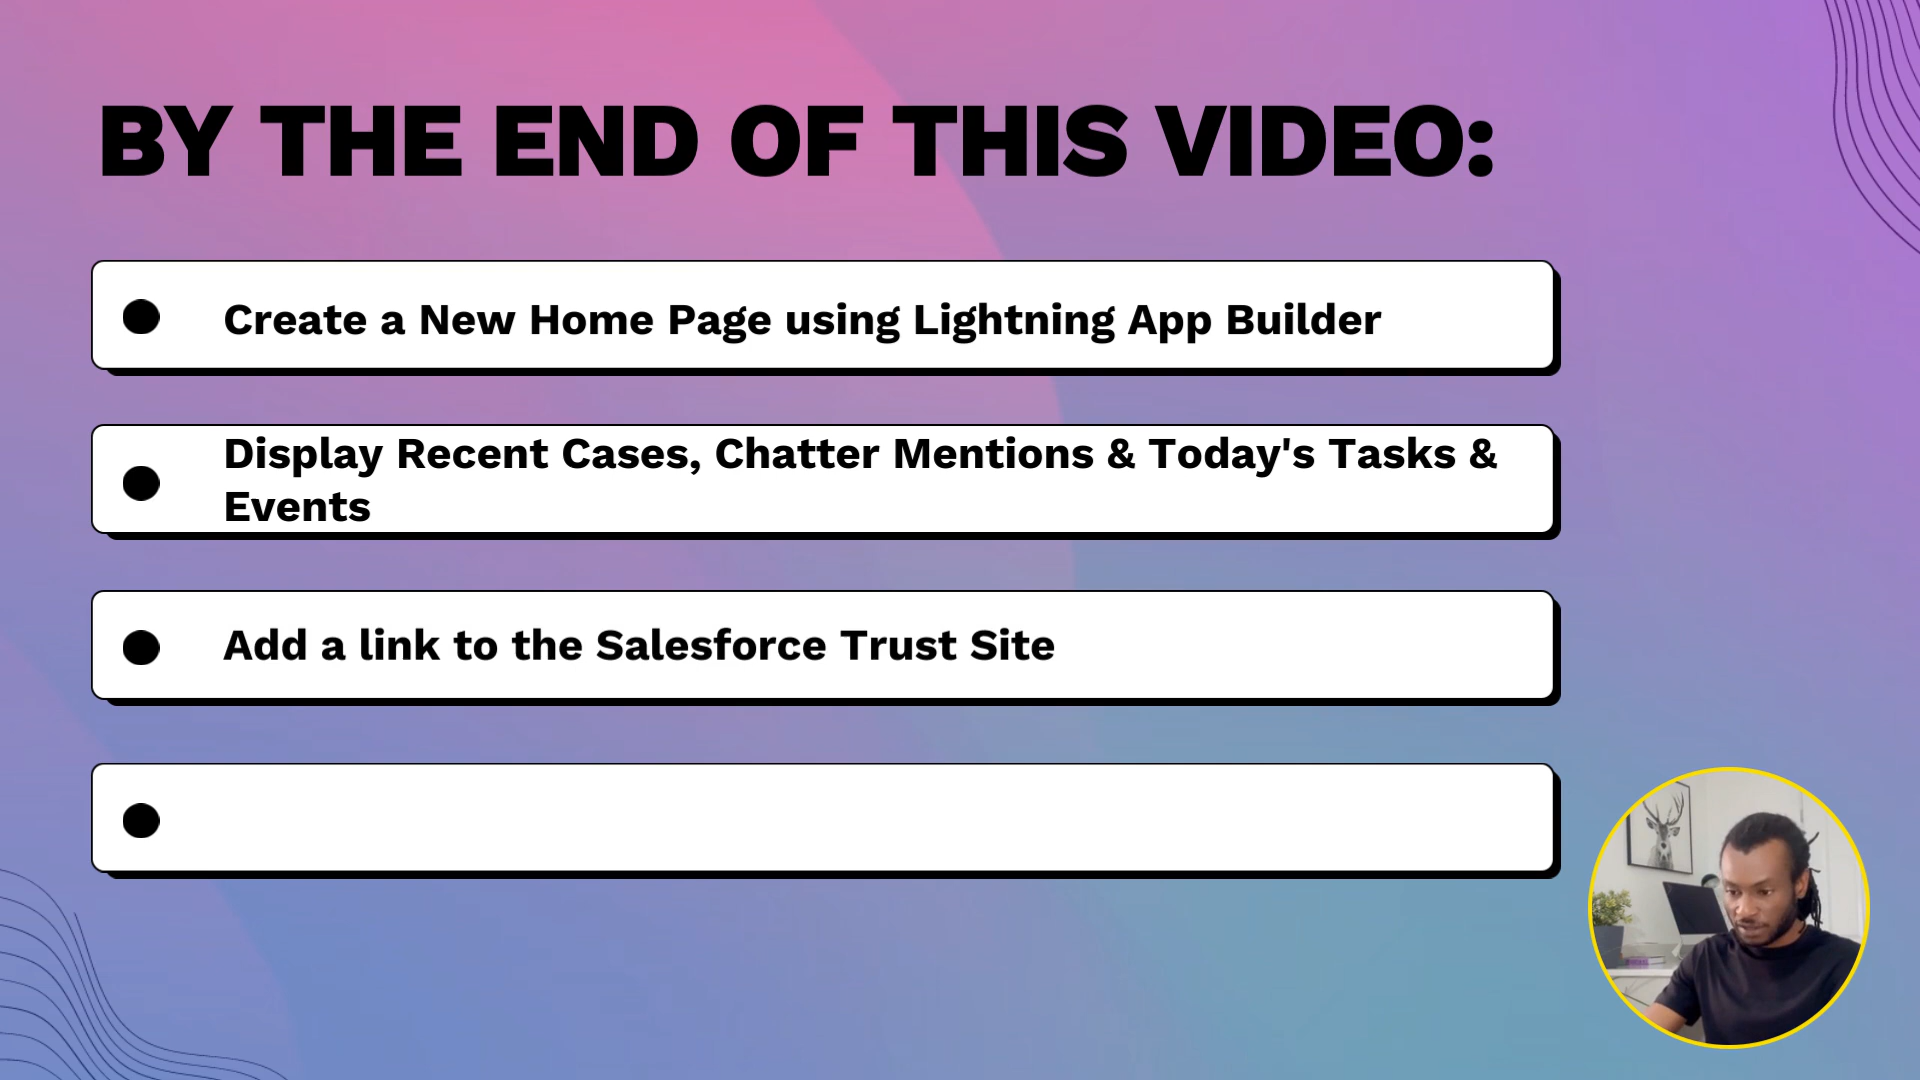 BY THE END OF THIS VIDEO:
Create a New Home Page using Lightning App Builder
Display Recent Cases, Chatter Mentions & Today's Tasks &
Events
Add a link to the Salesforce Trust Site